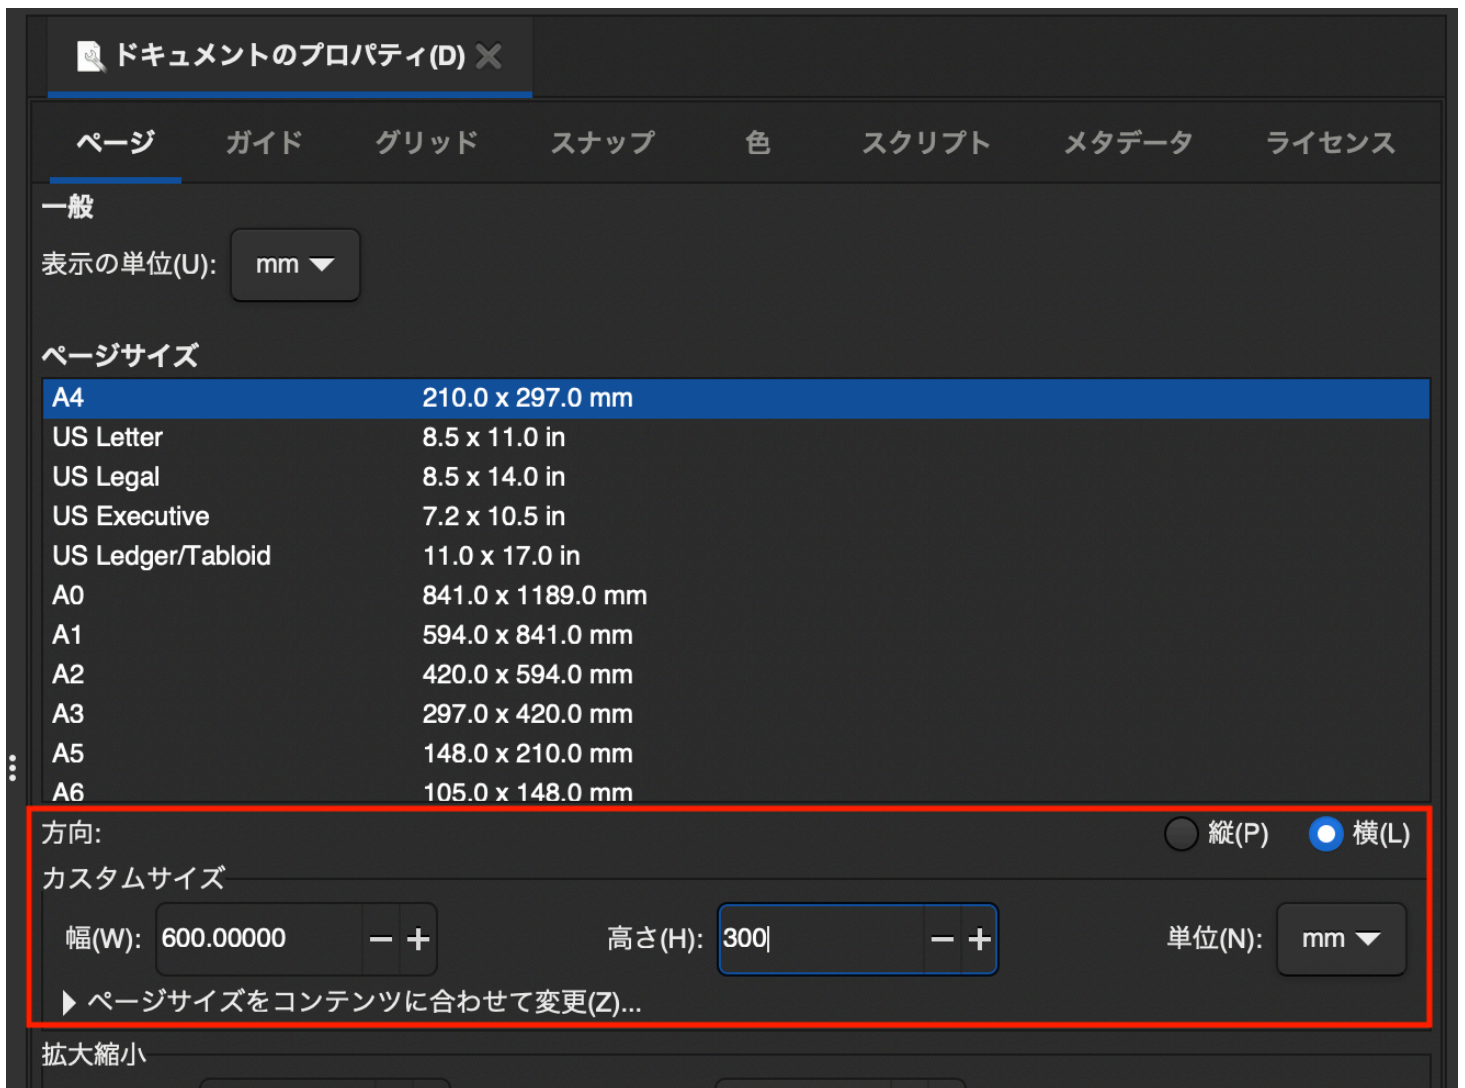 ドキュメントのプロパティ(D)
ページ ガイド グリッド スナップ 色 スクリプト メタデータ ライセンス
一般
表示の単位(U): mm
ページサイズ
A4 210.0 x 297.0 mm
US Letter 8.5 x 11.0 in
US Legal 8.5 x 14.0 in
US Executive 7.2 x 10.5 in
US Ledger/Tabloid 11.0 x 17.0 in
A0 841.0 x 1189.0 mm
A1 594.0 x 841.0 mm
A2 420.0 x 594.0 mm
A3 297.0 x 420.0 mm
A5 148.0 x 210.0 mm
A6 105.0 x 148.0 mm
方向: 縦(P) 横(L)
カスタムサイズ
幅(W): 600.00000 高さ(H): 300 単位(N): mm
ページサイズをコンテンツに合わせて変更(Z)...
拡大縮小